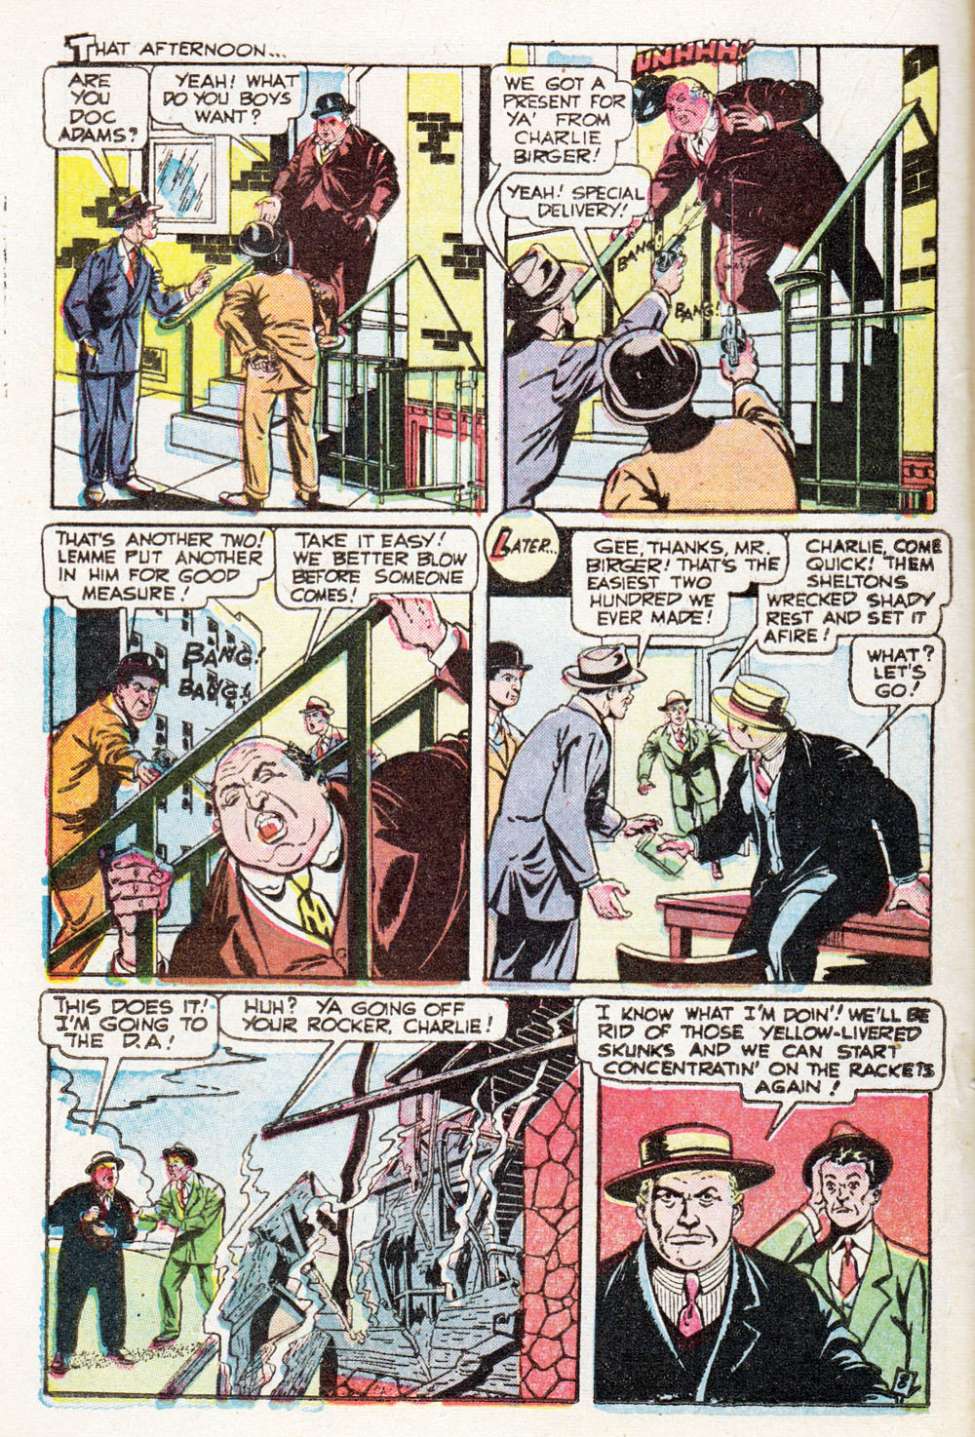 THAT AFTERNOON...
ARE
YOU
DOC
ADAMS?
YEAH! WHAT
DO YOU BOYS
WANT?
UNHHHH!
WE GOT A
PRESENT FOR
YA' FROM
CHARLIE
BIRGER!
YEAH! SPECIAL
DELIVERY!
BANG!
BANG!
THAT'S ANOTHER TWO!
LEMME PUT ANOTHER
IN HIM FOR GOOD
MEASURE!
TAKE IT EASY!
WE BETTER BLOW
BEFORE SOMEONE
COMES!
BANG!
BANG!
LATER...
GEE, THANKS, MR.
BIRGER! THAT'S THE
EASIEST TWO
HUNDRED WE
EVER MADE!
CHARLIE, COME
QUICK! THEM
SHELTONS
WRECKED SHADY
REST AND SET IT
AFIRE!
WHAT?
LET'S
GO!
THIS DOES IT!
I'M GOING TO
THE D.A!
HUH? YA GOING OFF
YOUR ROCKER, CHARLIE!
I KNOW WHAT I'M DOIN'! WE'LL BE
RID OF THOSE YELLOW-LIVERED
SKUNKS AND WE CAN START
CONCENTRATIN' ON THE RACKETS
AGAIN!
8